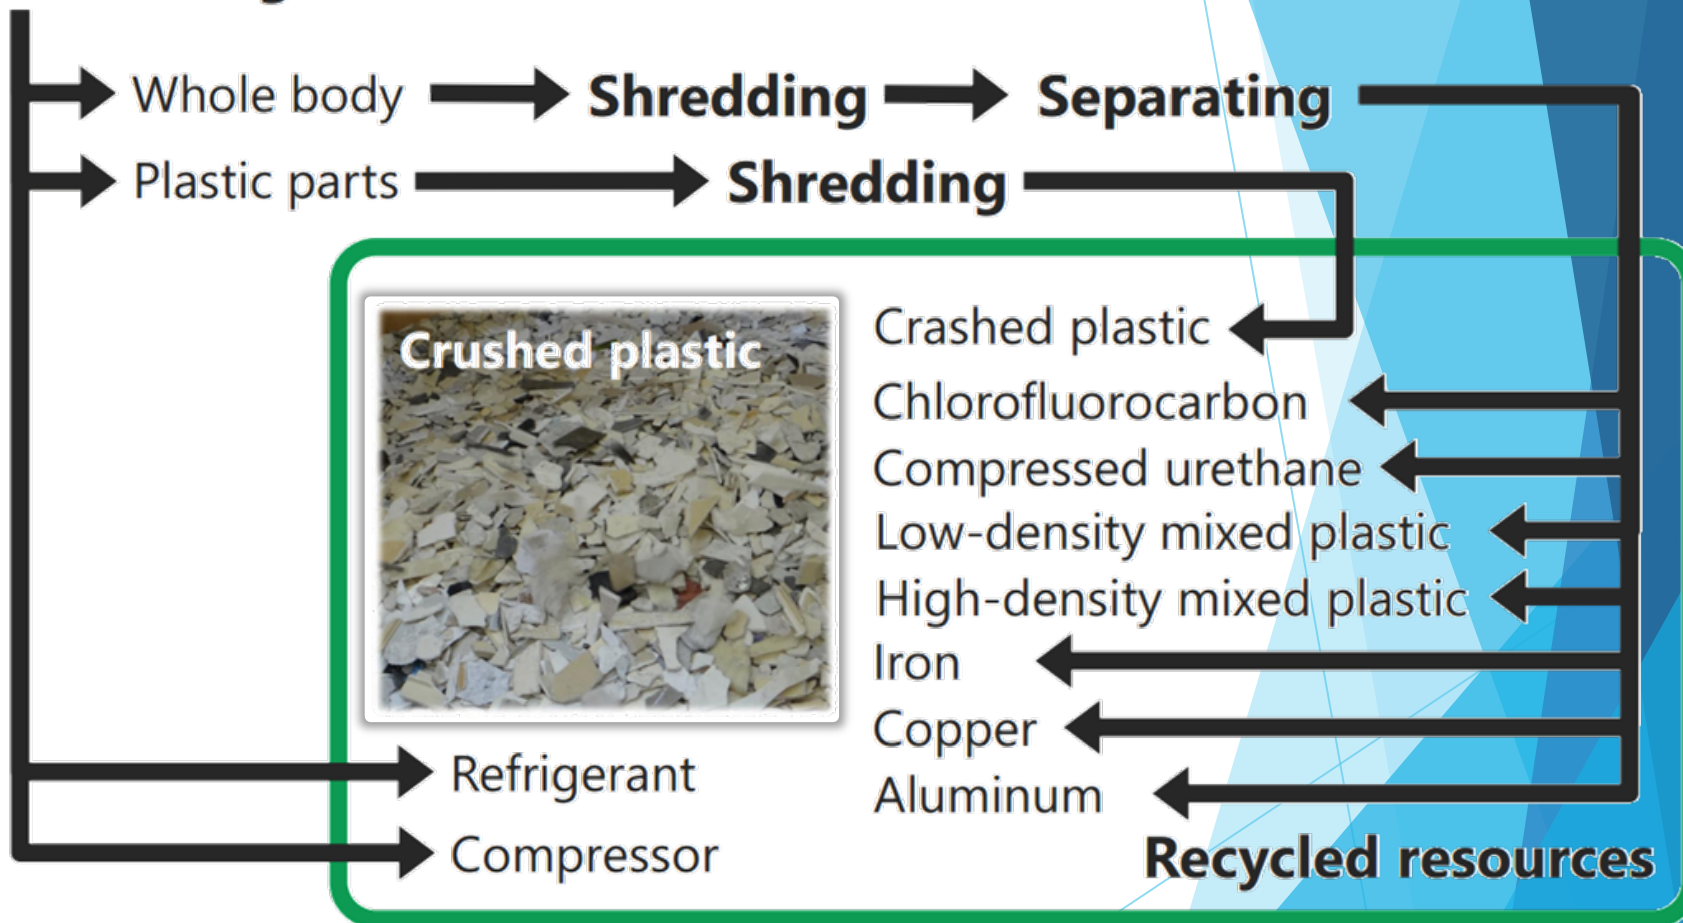 Whole body
Shredding
Separating
Plastic parts
Shredding
Crushed plastic
Crashed plastic
Chlorofluorocarbon
Compressed urethane
Low-density mixed plastic
High-density mixed plastic
Iron
Copper
Aluminum
Refrigerant
Compressor
Recycled resources